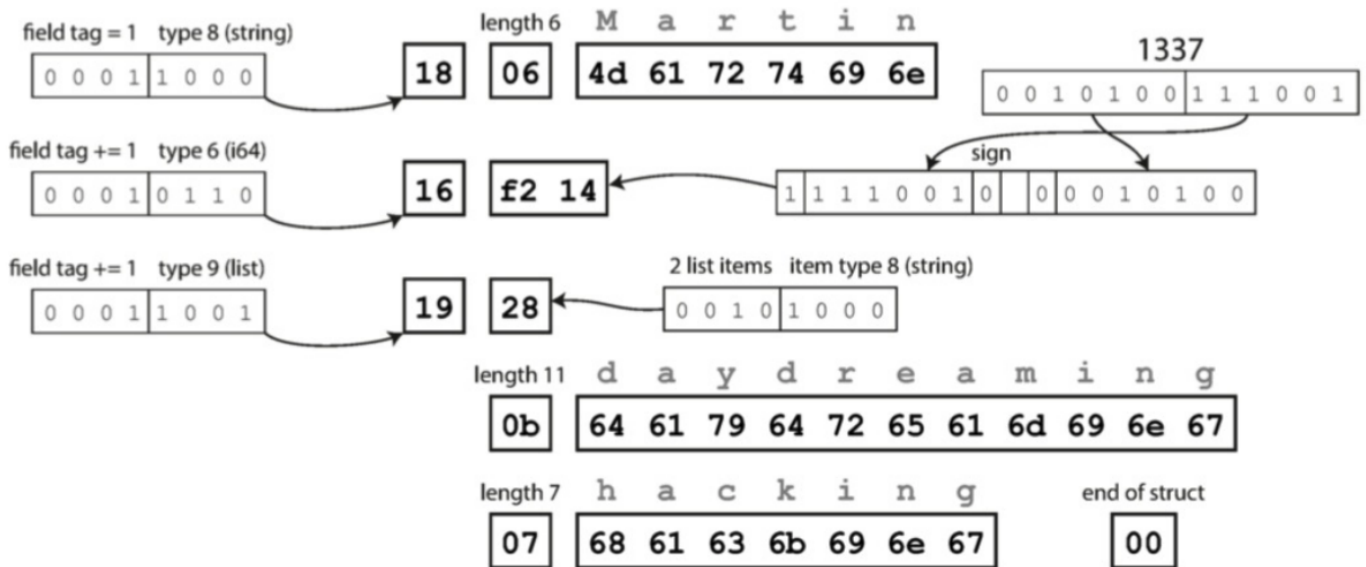 length 6 M a r t i n
field tag = 1 type 8 (string)
1337
0 0 0 1 1 0 0 0
18 06 4d 61 72 74 69 6e
0 0 1 0 1 0 0 1 1 1 0 0 1
field tag += 1 type 6 (i64)
sign
0 0 0 1 0 1 1 0
16 f2 14
1 1 1 1 0 0 1 0 0 0 0 1 0 1 0 0
field tag += 1 type 9 (list)
2 list items item type 8 (string)
0 0 0 1 1 0 0 1
19 28
0 0 1 0 1 0 0 0
length 11 d a y d r e a m i n g
0b 64 61 79 64 72 65 61 6d 69 6e 67
length 7 h a c k i n g
end of struct
07 68 61 63 6b 69 6e 67
00